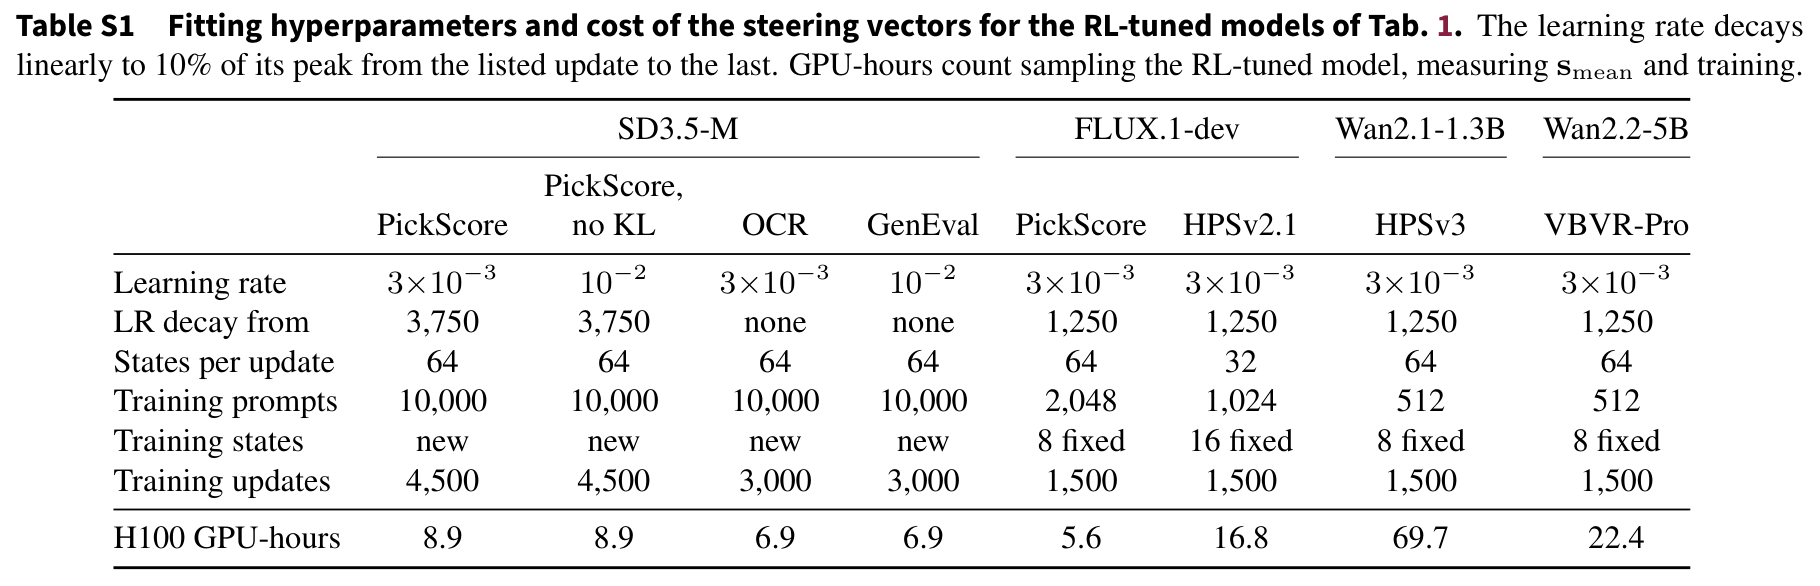 Table S1 Fitting hyperparameters and cost of the steering vectors for the RL-tuned models of Tab. 1. The learning rate decays
linearly to 10% of its peak from the listed update to the last. GPU-hours count sampling the RL-tuned model, measuring s_mean and training.
SD3.5-M FLUX.1-dev Wan2.1-1.3B Wan2.2-5B
PickScore PickScore, no KL OCR GenEval PickScore HPSv2.1 HPSv3 VBVR-Pro
Learning rate 3×10⁻³ 10⁻² 3×10⁻³ 10⁻² 3×10⁻³ 3×10⁻³ 3×10⁻³ 3×10⁻³
LR decay from 3,750 3,750 none none 1,250 1,250 1,250 1,250
States per update 64 64 64 64 64 32 64 64
Training prompts 10,000 10,000 10,000 10,000 2,048 1,024 512 512
Training states new new new new 8 fixed 16 fixed 8 fixed 8 fixed
Training updates 4,500 4,500 3,000 3,000 1,500 1,500 1,500 1,500
H100 GPU-hours 8.9 8.9 6.9 6.9 5.6 16.8 69.7 22.4